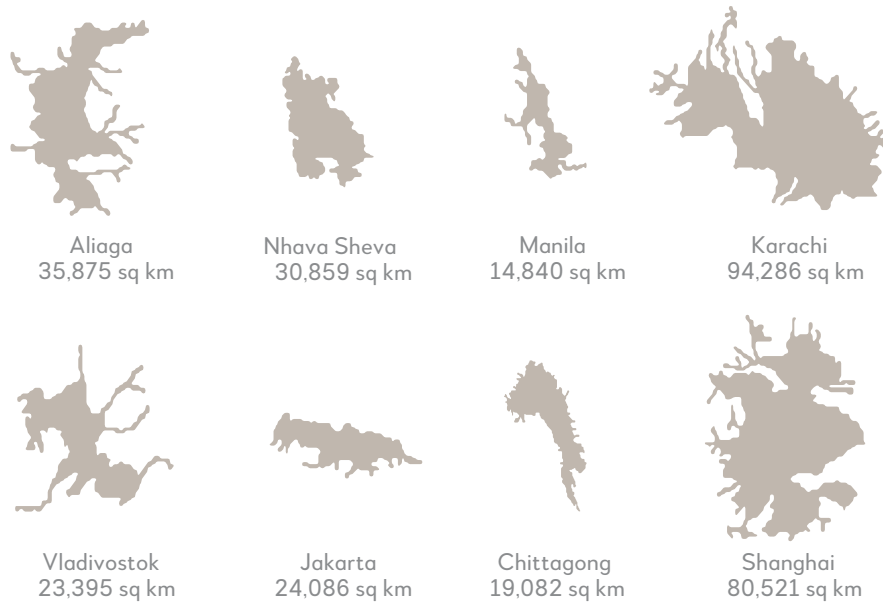 Aliaga
35,875 sq km
Nhava Sheva
30,859 sq km
Manila
14,840 sq km
Karachi
94,286 sq km
Vladivostok
23,395 sq km
Jakarta
24,086 sq km
Chittagong
19,082 sq km
Shanghai
80,521 sq km